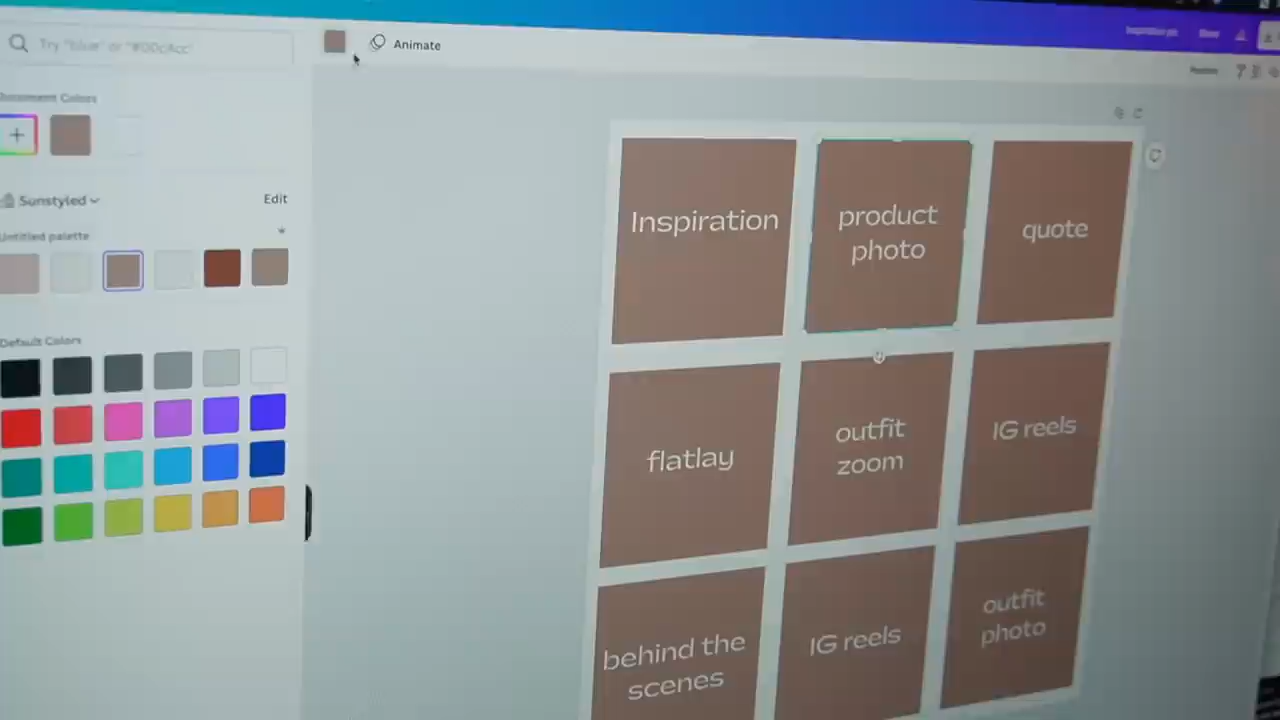 Try "blue" or "#00c4cc"
Animate
Document Colors
Sunstyled
Edit
Untitled palette
Default Colors
Inspiration
product
photo
quote
flatlay
outfit
zoom
IG reels
behind the
scenes
IG reels
outfit
photo